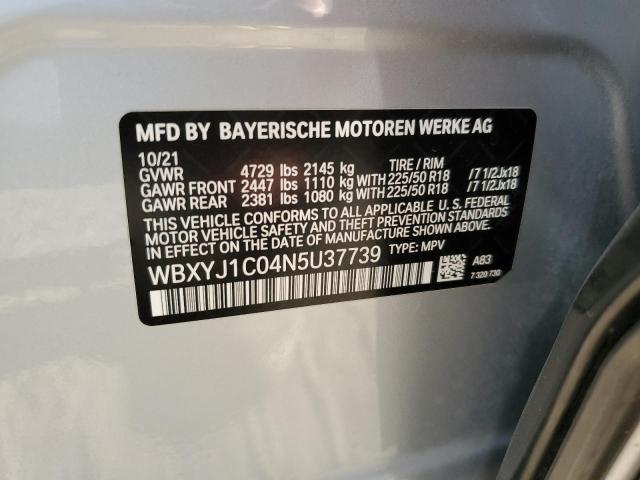 MFD BY BAYERISCHE MOTOREN WERKE AG
10/21 TIRE / RIM
GVWR 4729 lbs 2145 kg
GAWR FRONT 2447 lbs 1110 kg WITH 225/50 R18 /7 1/2Jx18
GAWR REAR 2381 lbs 1080 kg WITH 225/50 R18 /7 1/2Jx18
THIS VEHICLE CONFORMS TO ALL APPLICABLE U. S. FEDERAL
MOTOR VEHICLE SAFETY AND THEFT PREVENTION STANDARDS
IN EFFECT ON THE DATE OF MANUFACTURE SHOWN ABOVE.
WBXYJ1C04N5U37739 TYPE: MPV
A83
7 320 730